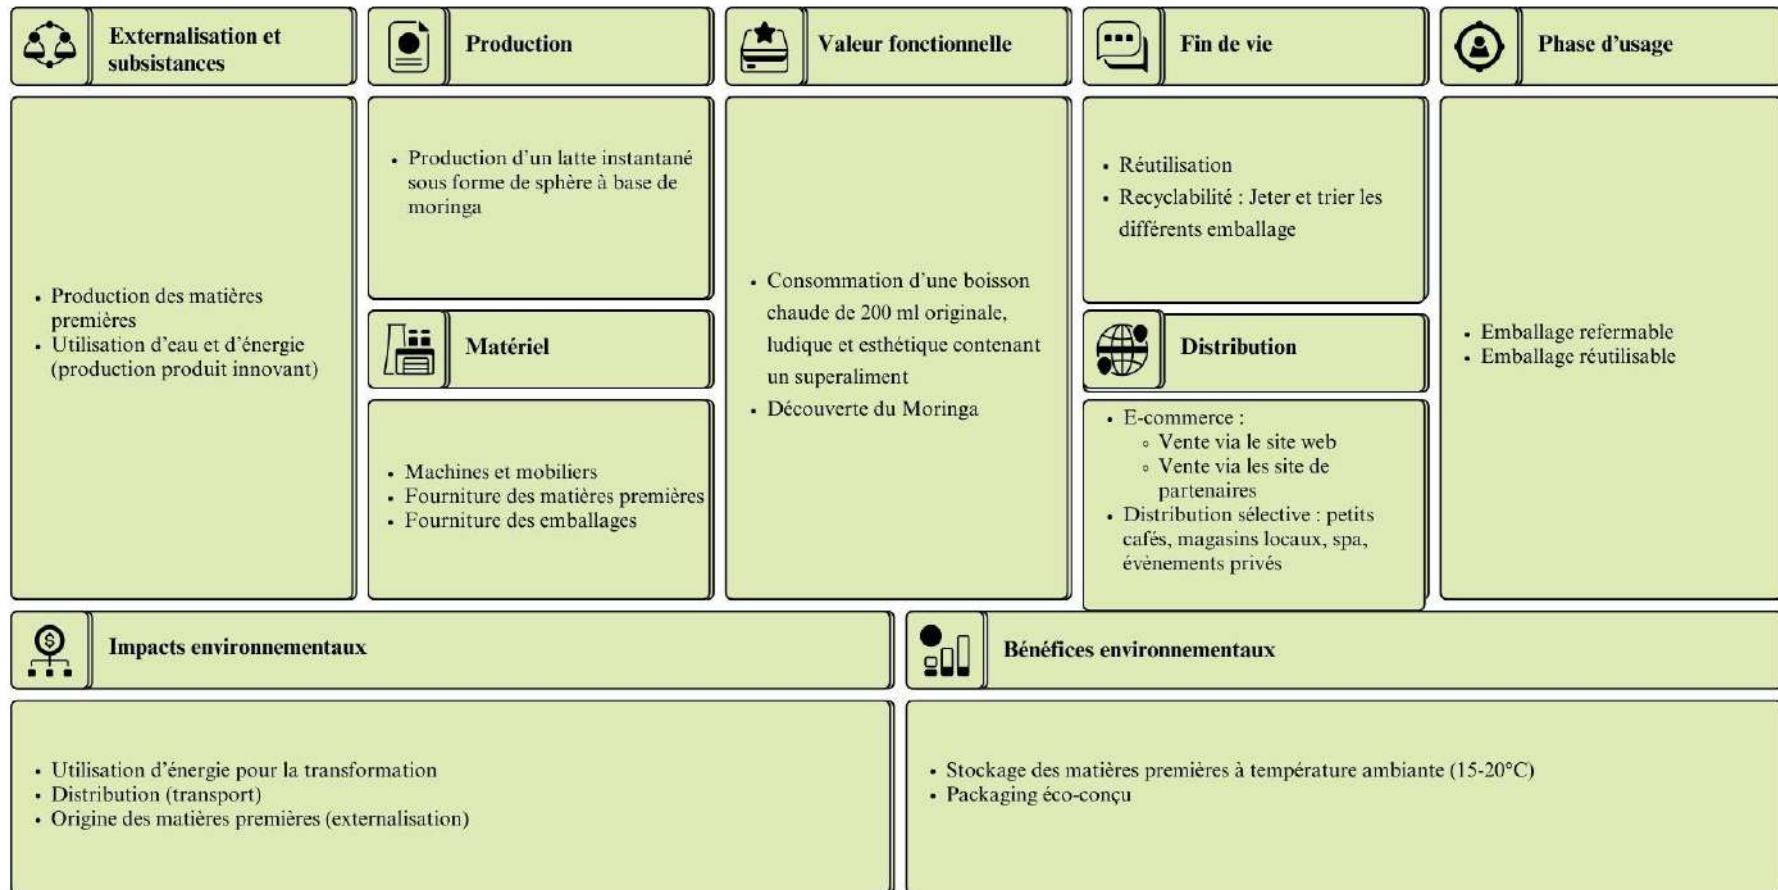 Externalisation et
subsistances
Production
Valeur fonctionnelle
Fin de vie
Phase d'usage
• Production des matières
premières
• Utilisation d'eau et d'énergie
(production produit innovant)
• Production d'un latte instantané
sous forme de sphère à base de
moringa
Matériel
• Machines et mobiliers
• Fourniture des matières premières
• Fourniture des emballages
• Consommation d'une boisson
chaude de 200 ml originale,
ludique et esthétique contenant
un superaliment
• Découverte du Moringa
• Réutilisation
• Recyclabilité : Jeter et trier les
différents emballage
Distribution
• E-commerce :
◦ Vente via le site web
◦ Vente via les site de
partenaires
• Distribution sélective : petits
cafés, magasins locaux, spa,
évènements privés
• Emballage refermable
• Emballage réutilisable
Impacts environnementaux
• Utilisation d'énergie pour la transformation
• Distribution (transport)
• Origine des matières premières (externalisation)
Bénéfices environnementaux
• Stockage des matières premières à température ambiante (15-20°C)
• Packaging éco-conçu